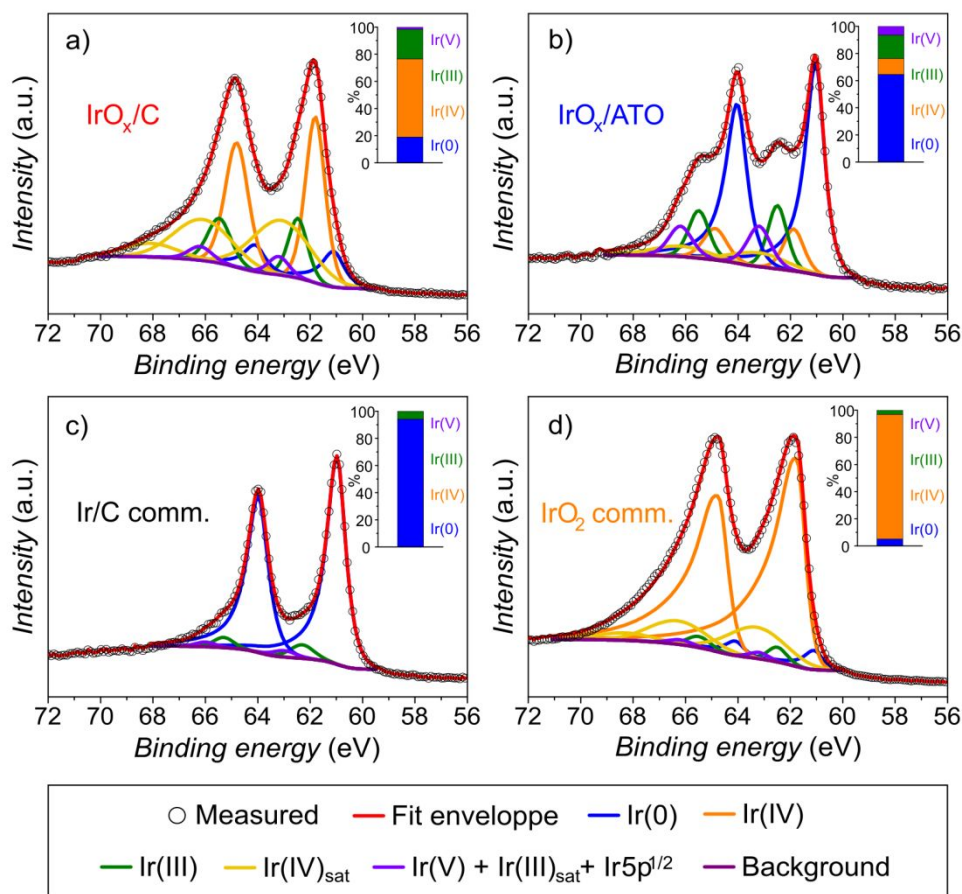 a)
IrOx/C
Intensity (a.u.)
100
80
60
40
20
0
%
Ir(V)
Ir(III)
Ir(IV)
Ir(0)
72 70 68 66 64 62 60 58 56
Binding energy (eV)
b)
IrOx/ATO
Intensity (a.u.)
100
80
60
40
20
0
%
Ir(V)
Ir(III)
Ir(IV)
Ir(0)
72 70 68 66 64 62 60 58 56
Binding energy (eV)
c)
Ir/C comm.
Intensity (a.u.)
100
80
60
40
20
0
%
Ir(V)
Ir(III)
Ir(IV)
Ir(0)
72 70 68 66 64 62 60 58 56
Binding energy (eV)
d)
IrO2 comm.
Intensity (a.u.)
100
80
60
40
20
0
%
Ir(V)
Ir(III)
Ir(IV)
Ir(0)
72 70 68 66 64 62 60 58 56
Binding energy (eV)
Measured Fit enveloppe Ir(0) Ir(IV)
Ir(III) Ir(IV)sat Ir(V) + Ir(III)sat+ Ir5p1/2 Background